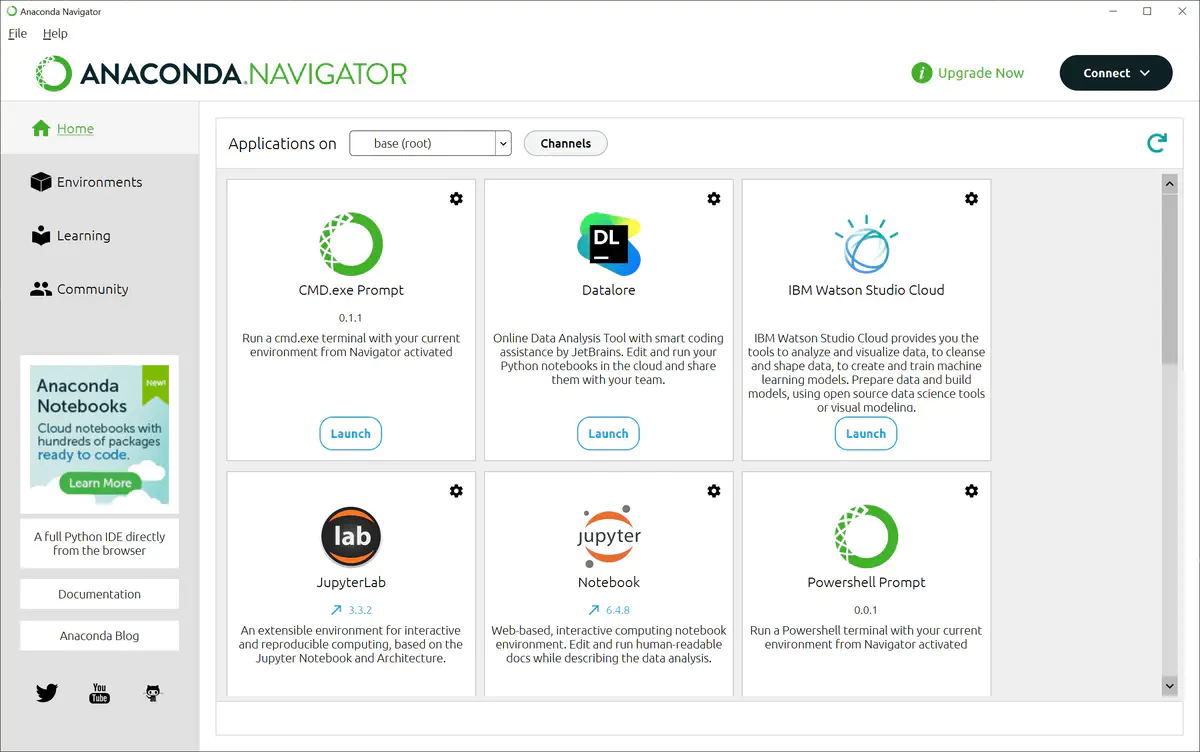 Anaconda Navigator
File Help
ANACONDA.NAVIGATOR
Upgrade Now
Connect
Home
Environments
Learning
Community
Anaconda
Notebooks
New!
Cloud notebooks with
hundreds of packages
ready to code.
Learn More
A full Python IDE directly
from the browser
Documentation
Anaconda Blog
You
Tube
Applications on
base (root)
Channels
CMD.exe Prompt
0.1.1
Run a cmd.exe terminal with your current
environment from Navigator activated
Launch
DL
Datalore
Online Data Analysis Tool with smart coding
assistance by JetBrains. Edit and run your
Python notebooks in the cloud and share
them with your team.
Launch
IBM Watson Studio Cloud
IBM Watson Studio Cloud provides you the
tools to analyze and visualize data, to cleanse
and shape data, to create and train machine
learning models. Prepare data and build
models, using open source data science tools
or visual modeling.
Launch
lab
JupyterLab
3.3.2
An extensible environment for interactive
and reproducible computing, based on the
Jupyter Notebook and Architecture.
jupyter
Notebook
6.4.8
Web-based, interactive computing notebook
environment. Edit and run human-readable
docs while describing the data analysis.
Powershell Prompt
0.0.1
Run a Powershell terminal with your current
environment from Navigator activated